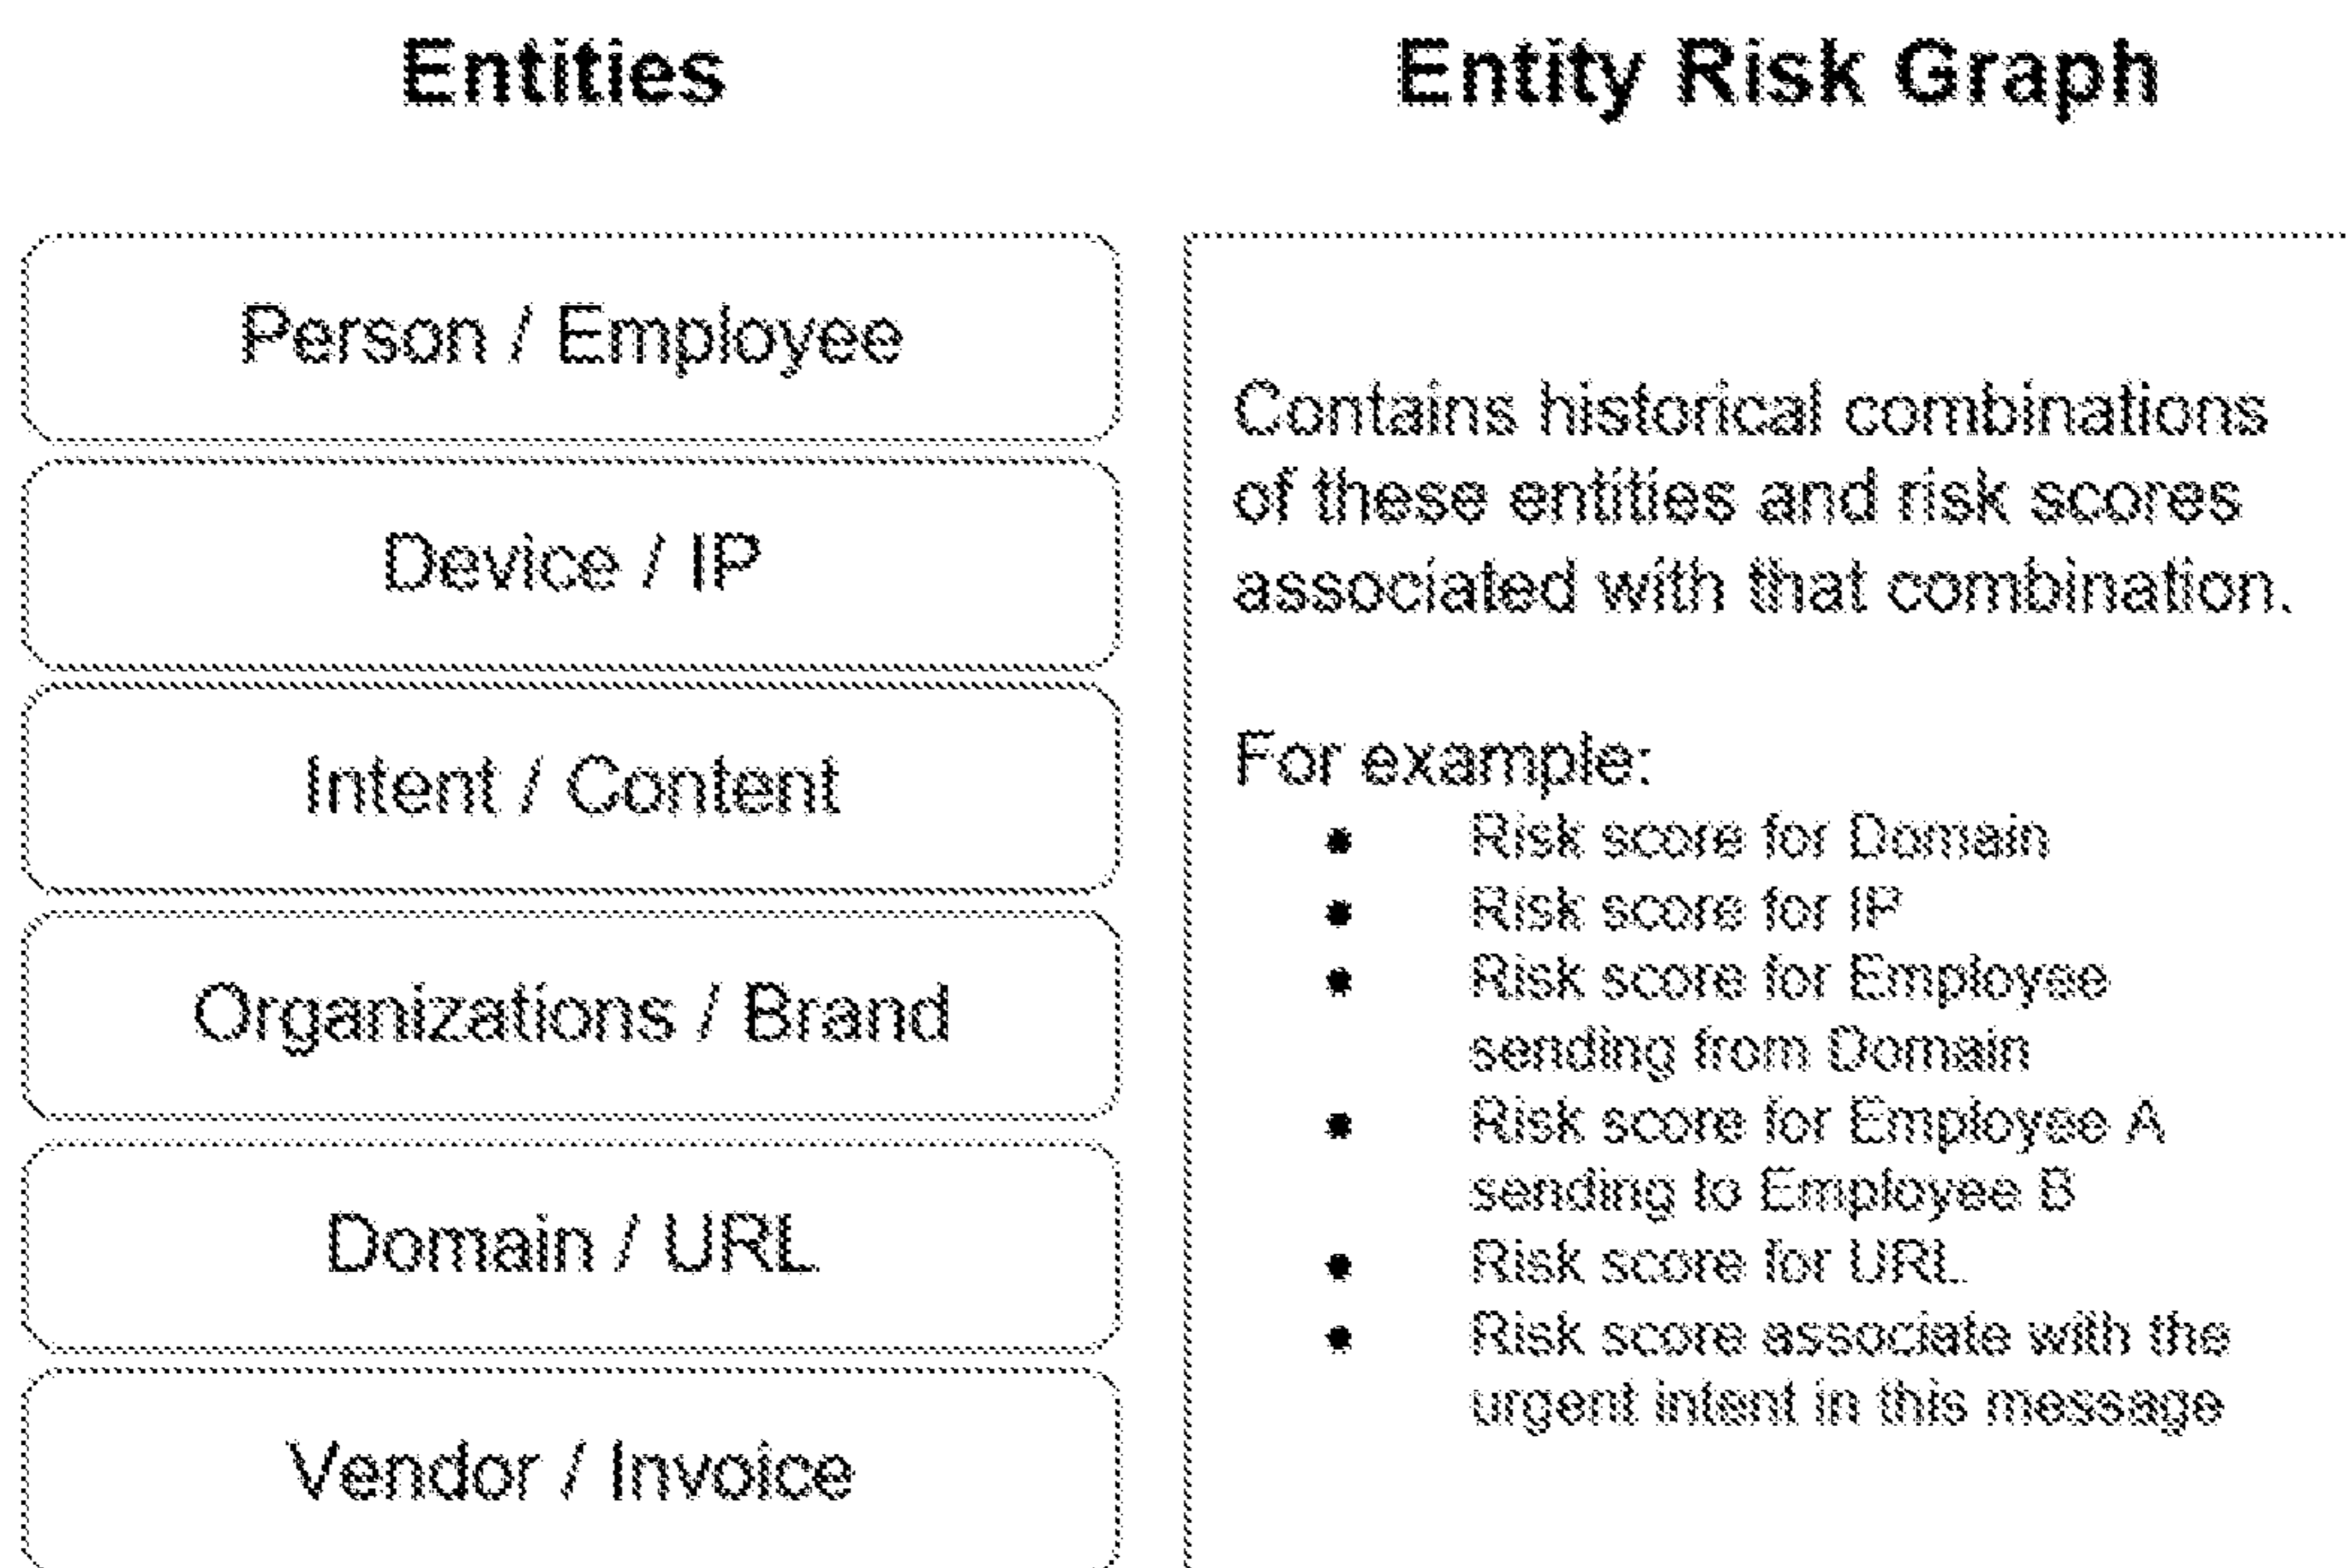 Entities
Person / Employee
Device / IP
Intent / Content
Organizations / Brand
Domain / URL
Vendor / Invoice
Entity Risk Graph
Contains historical combinations
of these entities and risk scores
associated with that combination.
For example:
• Risk score for Domain
• Risk score for IP
• Risk score for Employee
sending from Domain
• Risk score for Employee A
sending to Employee B
• Risk score for URL
• Risk score associate with the
urgent intent in this message